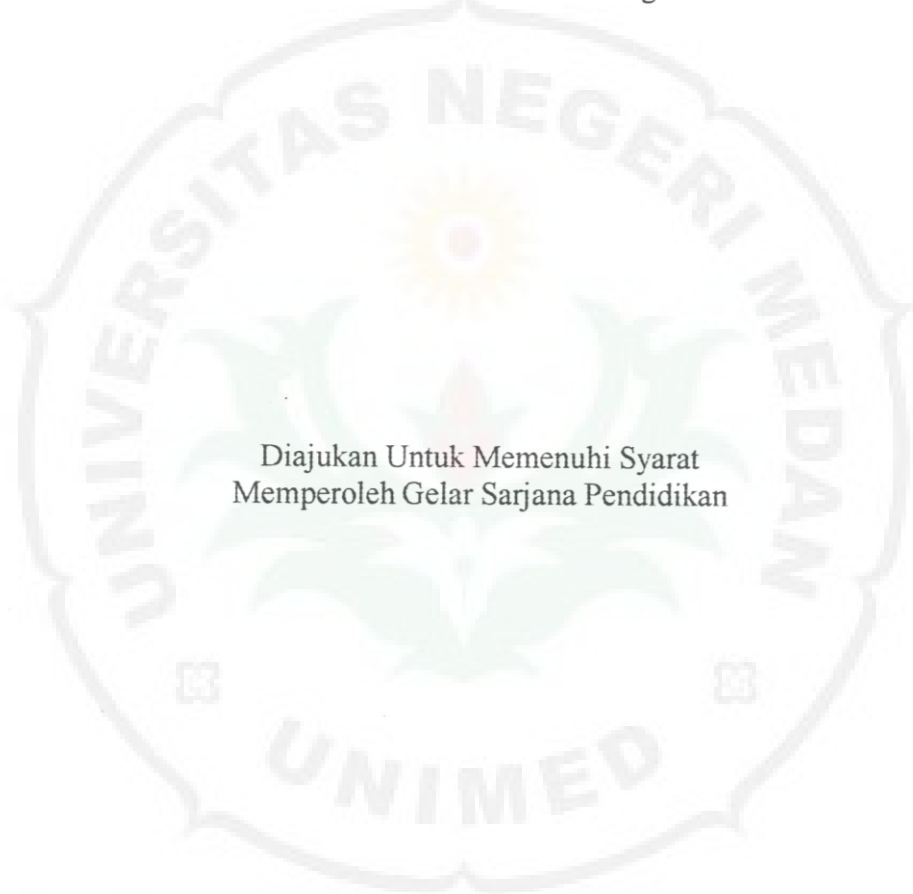 UNIVERSITAS NEGERI MEDAN
Diajukan Untuk Memenuhi Syarat
Memperoleh Gelar Sarjana Pendidikan
UNIMED